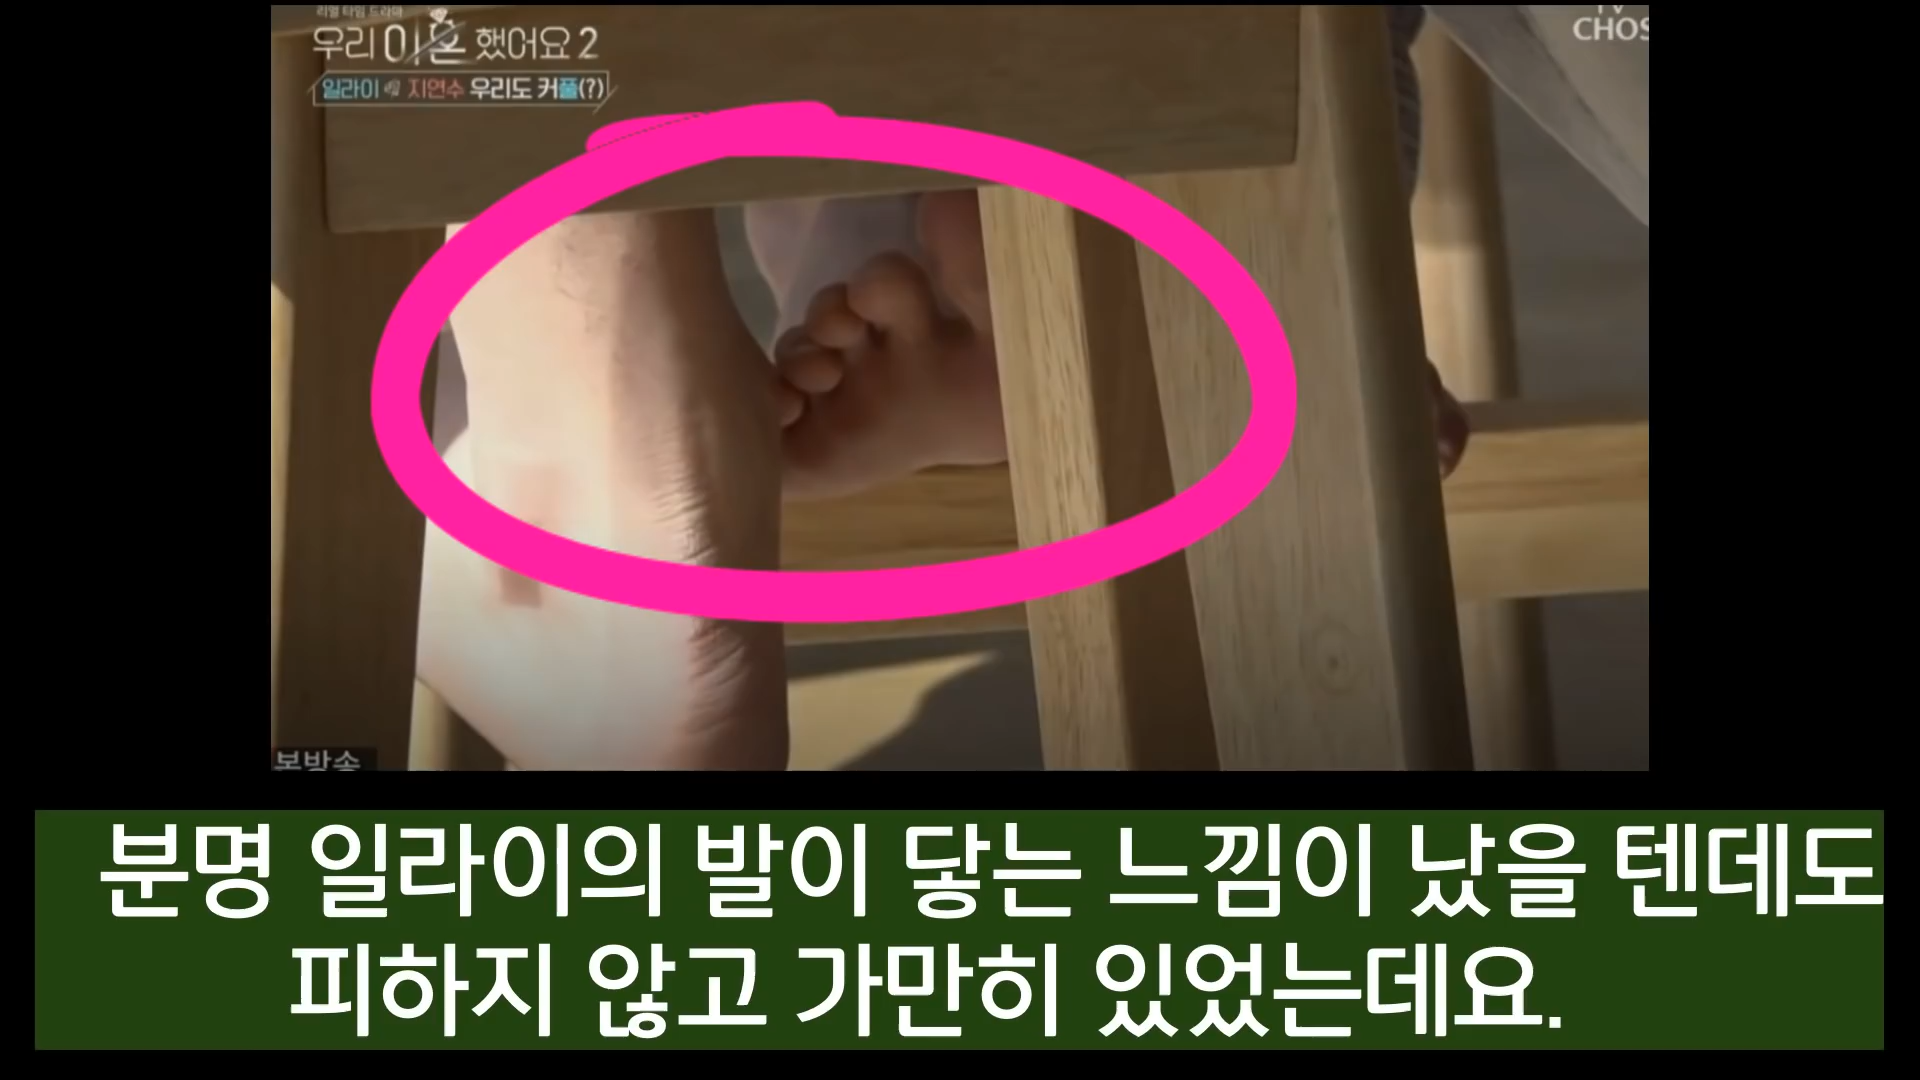 리얼 타임 드라마
우리 이혼 했어요 2
일라이 지연수 우리도 커플(?)
TV
CHOS
본방송
분명 일라이의 발이 닿는 느낌이 났을 텐데도
피하지 않고 가만히 있었는데요.